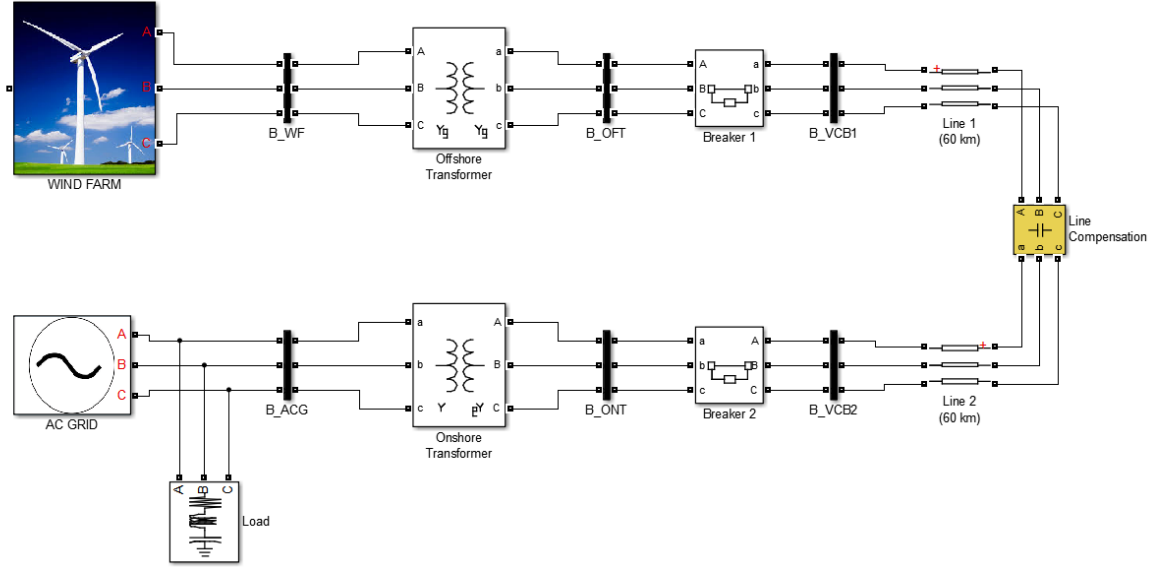 A
B
C
WIND FARM
B_WF
A
B
C
a
b
c
Yg
Yg
Offshore
Transformer
B_OFT
A
B
C
a
b
c
Breaker 1
B_VCB1
+
Line 1
(60 km)
A
B
C
a
b
c
Line
Compensation
A
B
C
AC GRID
B_ACG
a
b
c
A
B
C
Y
Yg
Onshore
Transformer
B_ONT
a
b
c
A
B
C
Breaker 2
B_VCB2
+
Line 2
(60 km)
A
B
C
Load